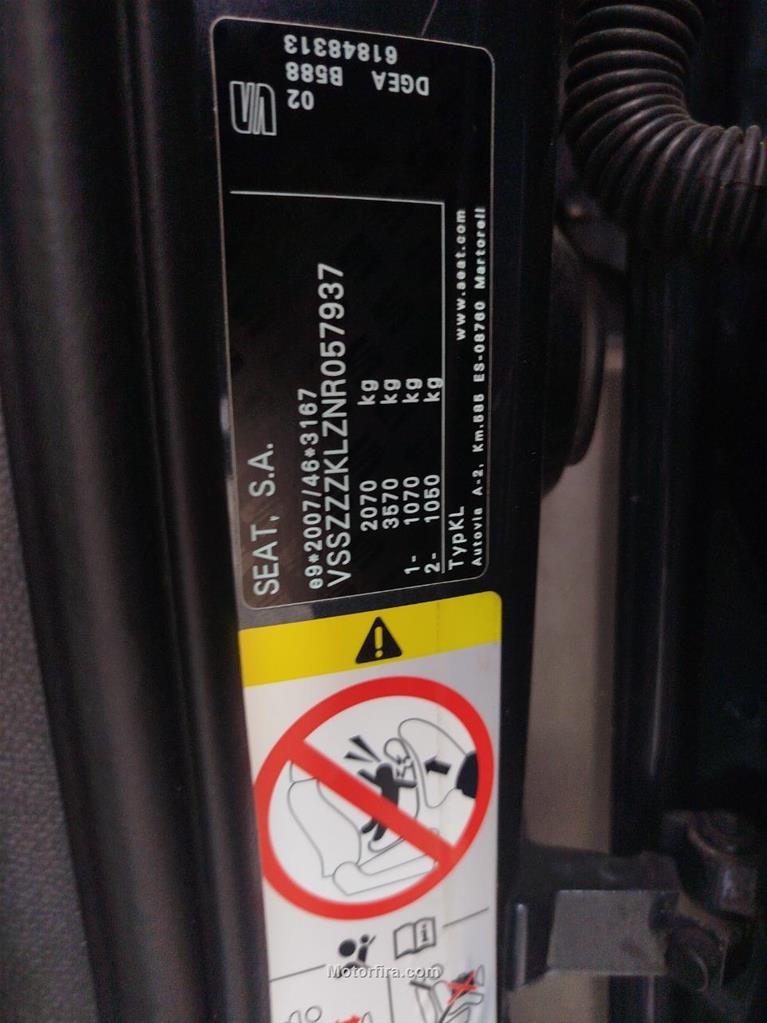 SEAT, S.A.
e9*2007/46*3167
VSSZZZKLZNR057937
2070 kg
3570 kg
1- 1070 kg
2- 1050 kg
TypKL www.seat.com
Autovia A-2, Km.585 ES-08760 Martorell
02
B588
DGEA
61848313
Motorfira.com